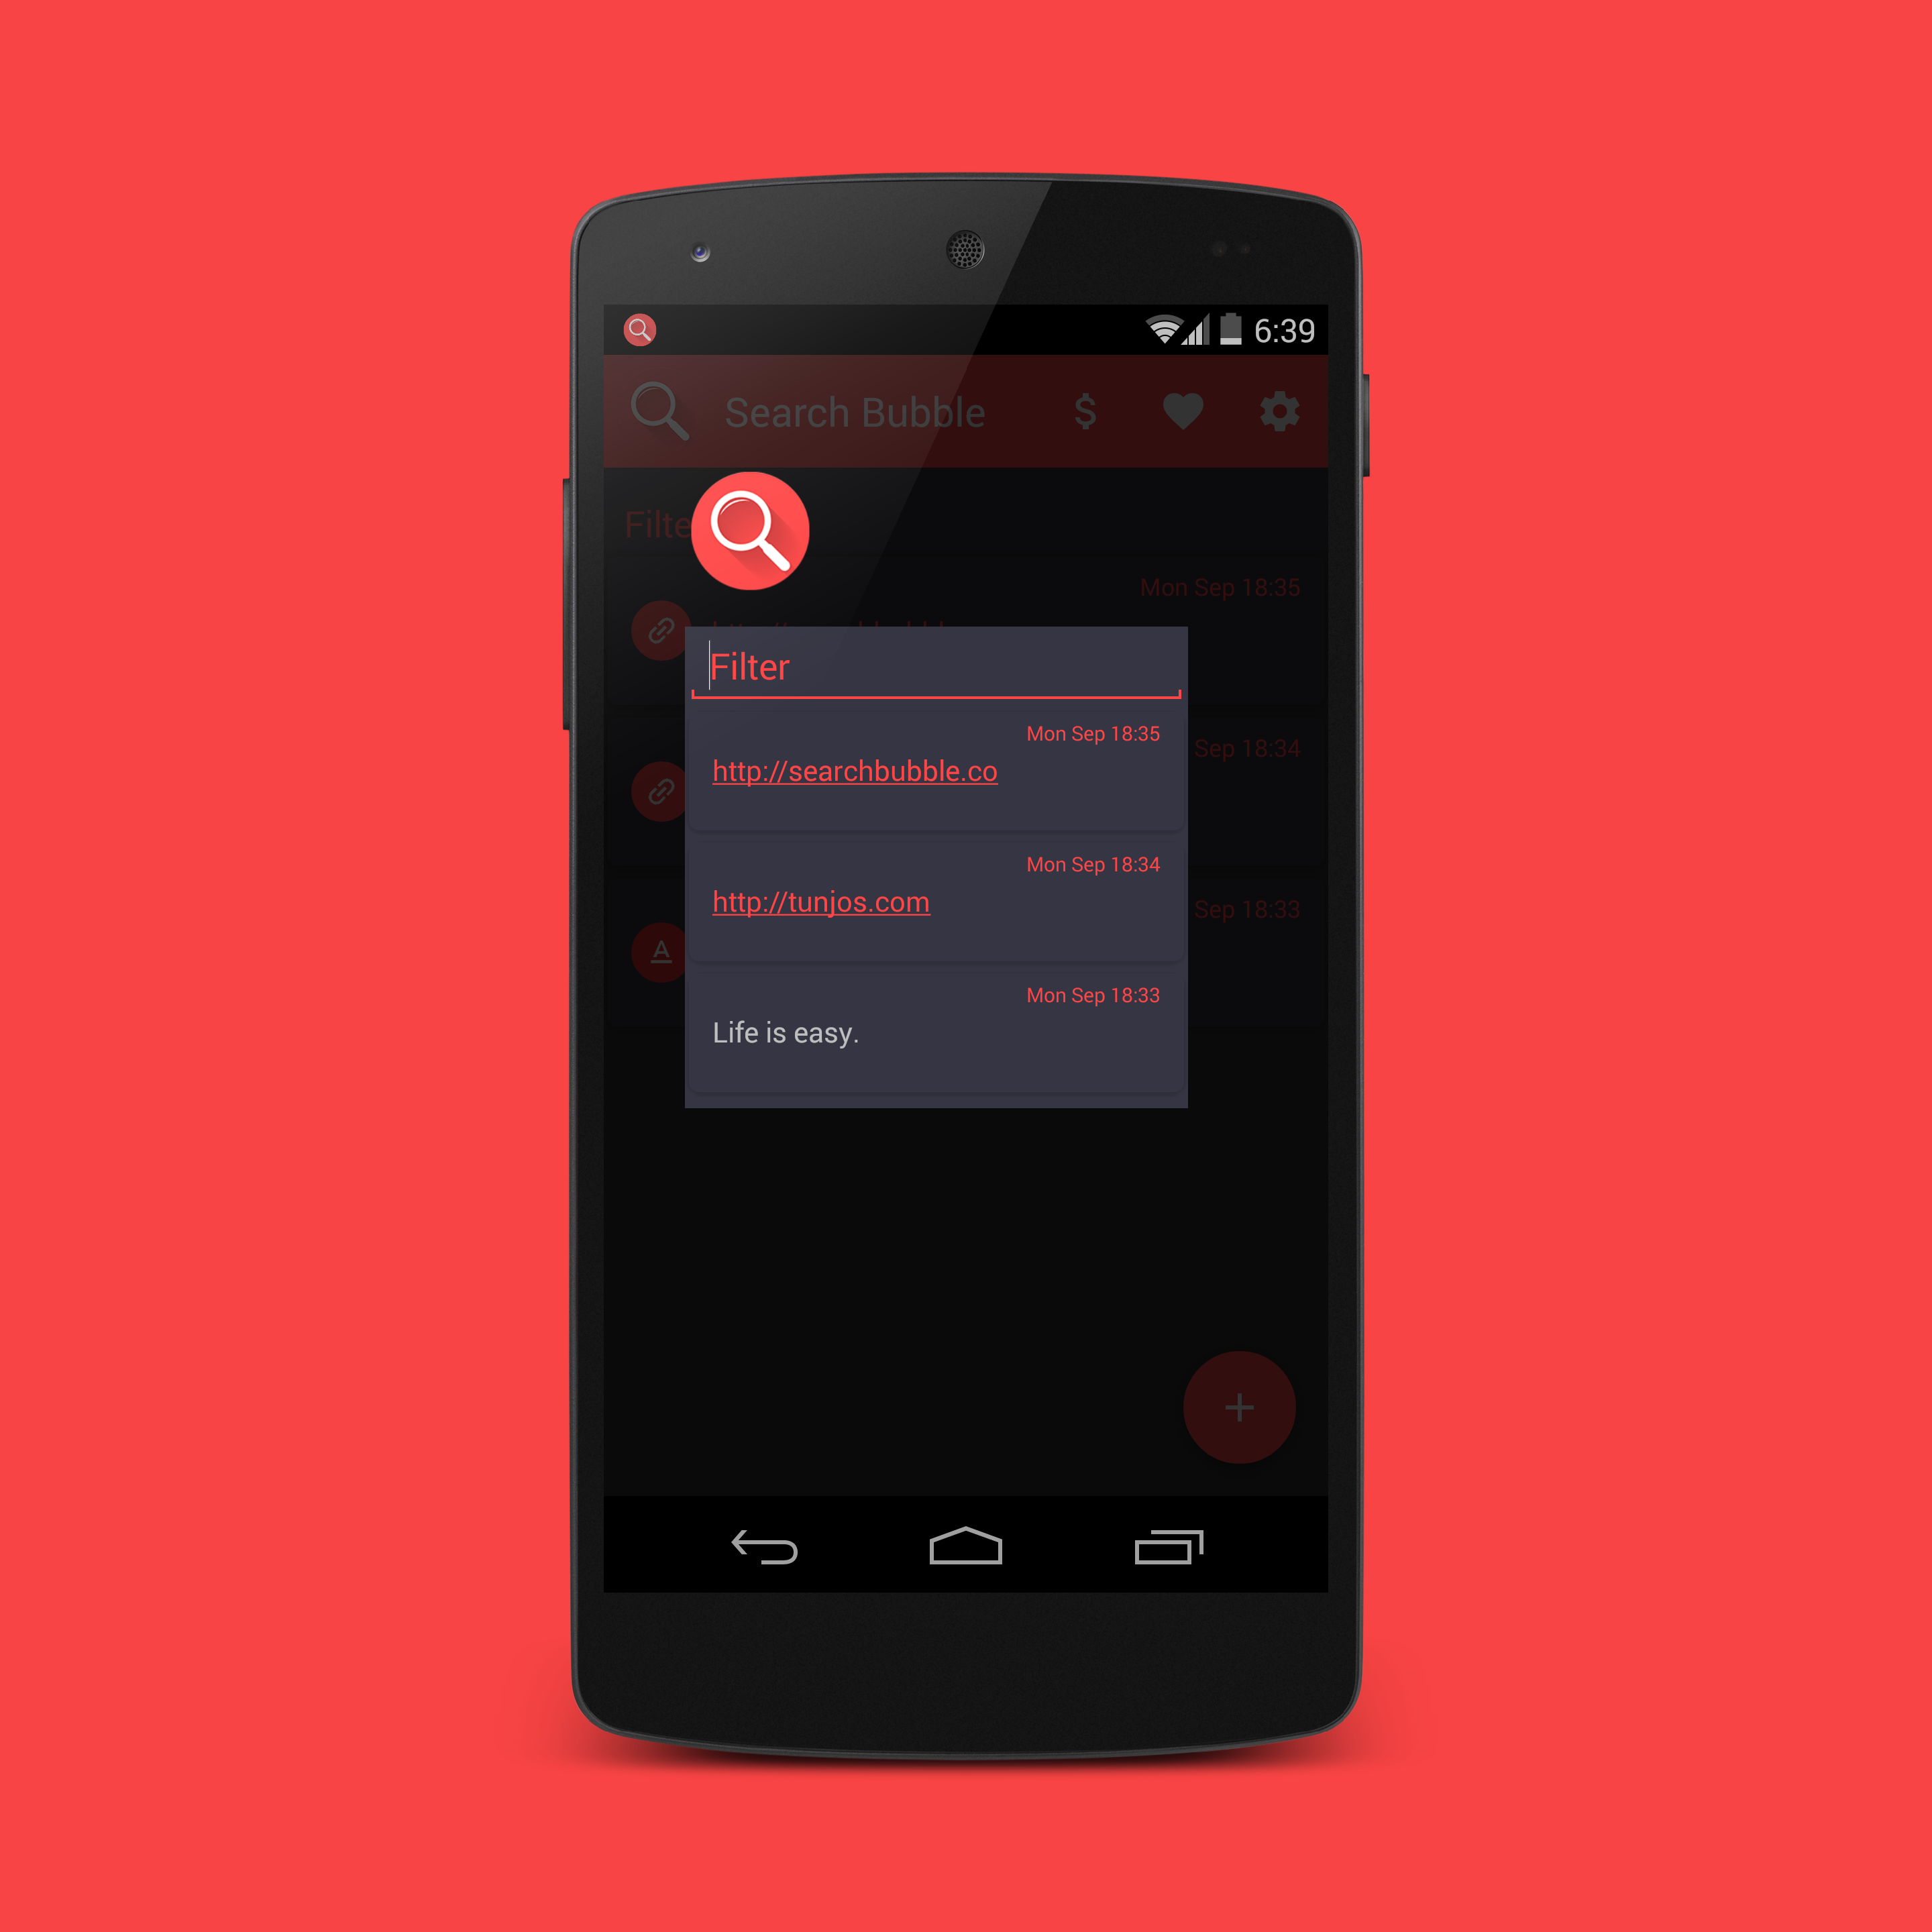 6:39
Search Bubble
$
Filte
Mon Sep 18:35
Filter
Mon Sep 18:35
http://searchbubble.co
Sep 18:34
Mon Sep 18:34
http://tunjos.com
Sep 18:33
A
Mon Sep 18:33
Life is easy.